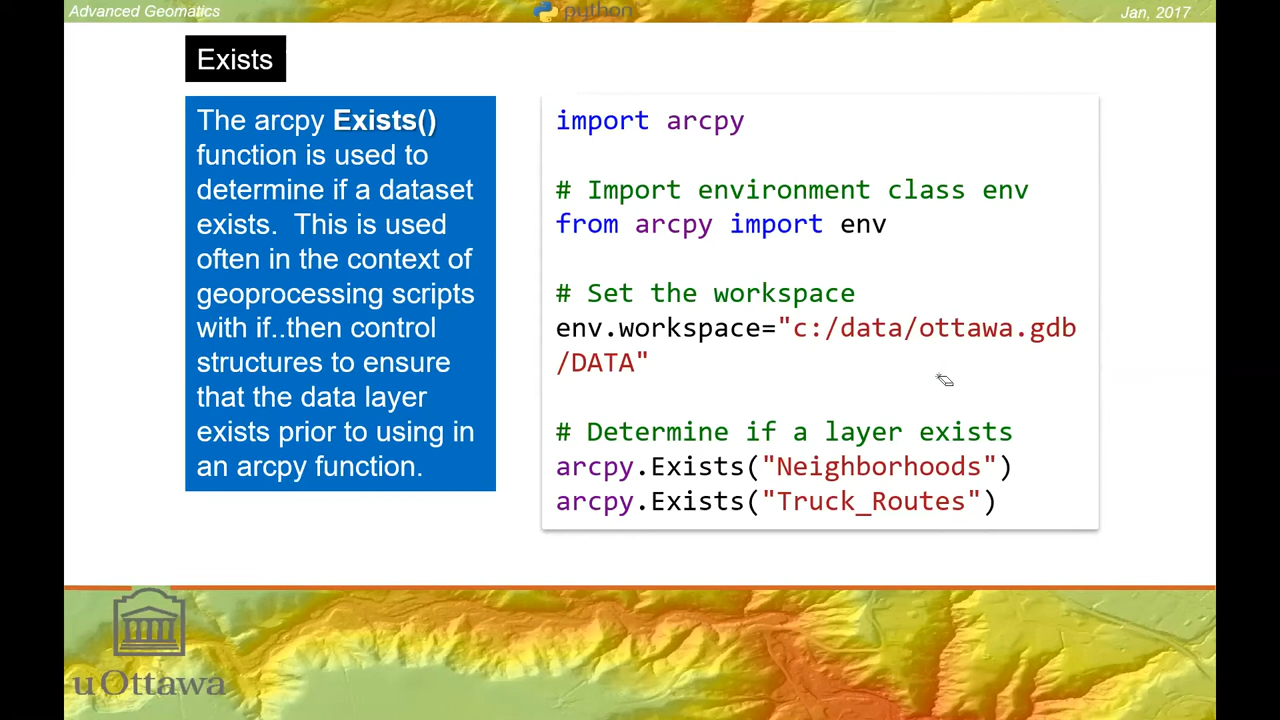 Advanced Geomatics
python
Jan, 2017
Exists
The arcpy Exists()
function is used to
determine if a dataset
exists.  This is used
often in the context of
geoprocessing scripts
with if..then control
structures to ensure
that the data layer
exists prior to using in
an arcpy function.
import arcpy
# Import environment class env
from arcpy import env
# Set the workspace
env.workspace="c:/data/ottawa.gdb
/DATA"
# Determine if a layer exists
arcpy.Exists("Neighborhoods")
arcpy.Exists("Truck_Routes")
uOttawa